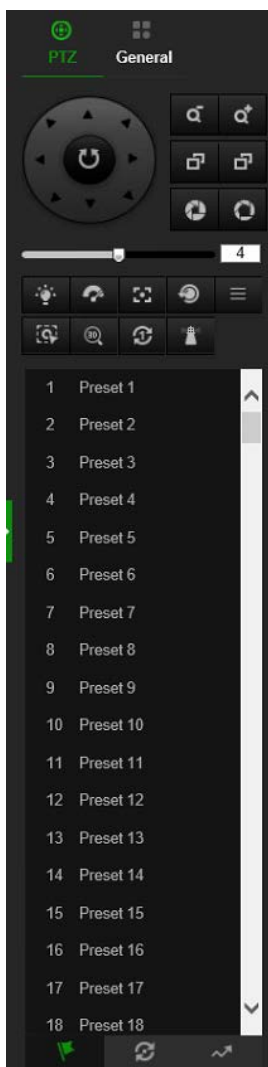 PTZ General
4
3D
1
1 Preset 1
2 Preset 2
3 Preset 3
4 Preset 4
5 Preset 5
6 Preset 6
7 Preset 7
8 Preset 8
9 Preset 9
10 Preset 10
11 Preset 11
12 Preset 12
13 Preset 13
14 Preset 14
15 Preset 15
16 Preset 16
17 Preset 17
18 Preset 18